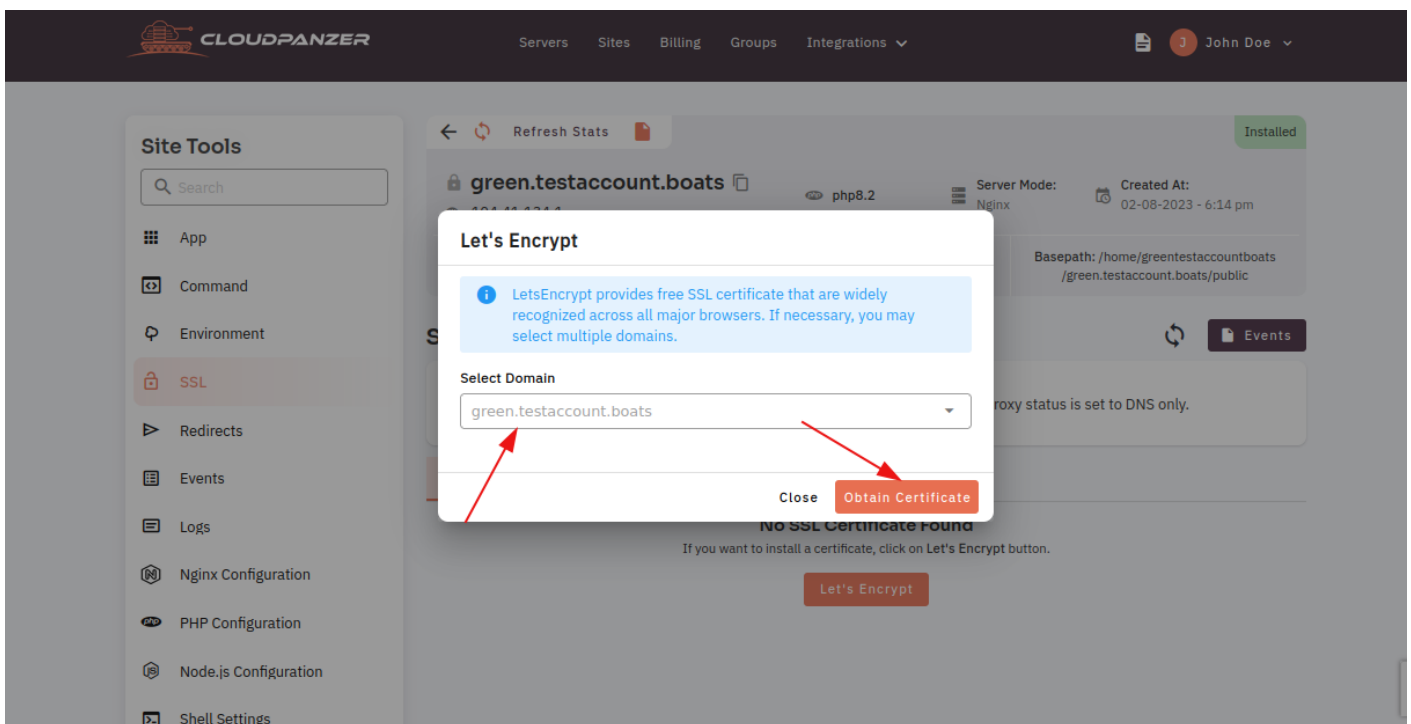 CLOUDPANZER
Servers Sites Billing Groups Integrations
J John Doe
Site Tools
Search
App
Command
Environment
SSL
Redirects
Events
Logs
Nginx Configuration
PHP Configuration
Node.js Configuration
Shell Settings
Refresh Stats
Installed
green.testaccount.boats
php8.2
Server Mode:
Nginx
Created At:
02-08-2023 - 6:14 pm
Basepath: /home/greentestaccountboats
/green.testaccount.boats/public
Events
roxy status is set to DNS only.
Let's Encrypt
LetsEncrypt provides free SSL certificate that are widely
recognized across all major browsers. If necessary, you may
select multiple domains.
Select Domain
green.testaccount.boats
Close Obtain Certificate
No SSL Certificate Found
If you want to install a certificate, click on Let's Encrypt button.
Let's Encrypt